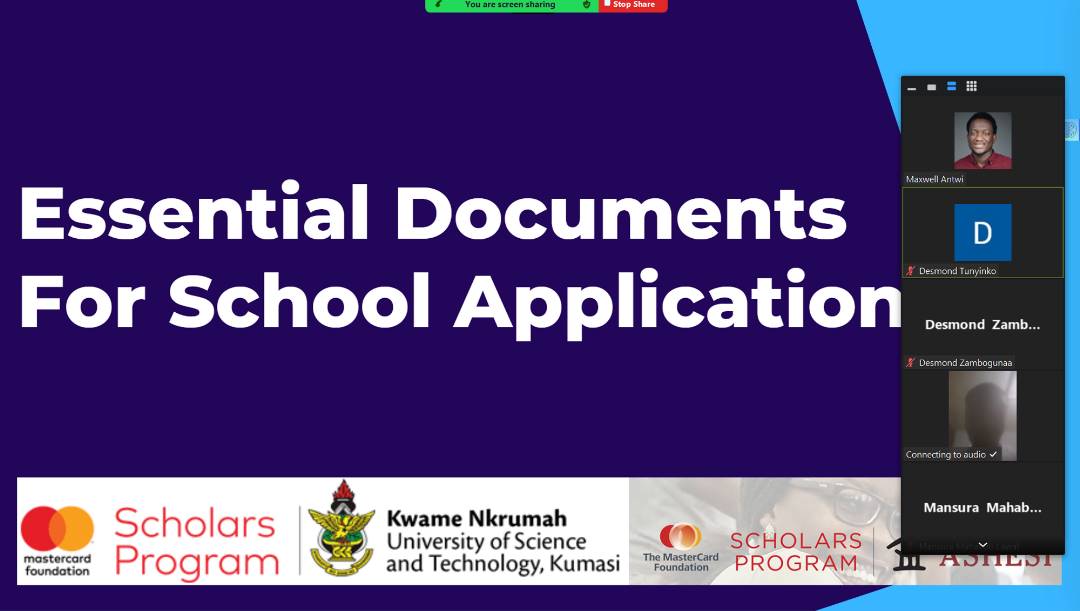 You are screen sharing
Stop Share
Essential Documents
For School Application
Maxwell Antwi
D
Desmond Tunyinko
Desmond Zamb...
Desmond Zambogunaa
Connecting to audio
Mansura Mahab...
mastercard
foundation
Scholars
Program
Kwame Nkrumah
University of Science
and Technology, Kumasi
The MasterCard
Foundation
SCHOLARS
PROGRAM
ASHESI